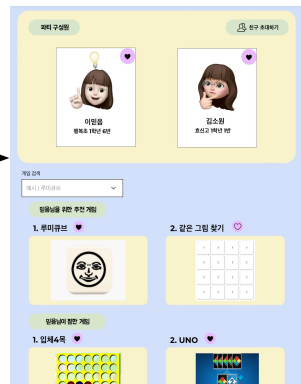 파티 구성원
친구 초대하기
이믿음
행복초 1학년 6반
김소원
효신고 1학년 1반
게임 검색
예시 | 루미큐브
믿음님을 위한 추천 게임
1. 루미큐브
2. 같은 그림 찾기
믿음님이 찜한 게임
1. 입체4목
2. UNO